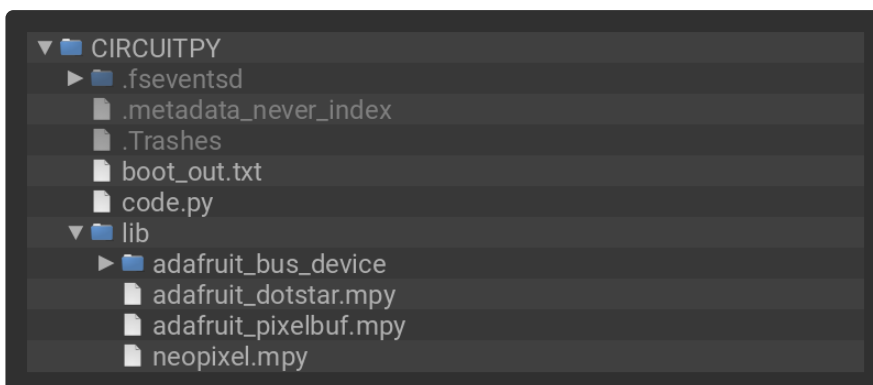 CIRCUITPY
.fseventsd
.metadata_never_index
.Trashes
boot_out.txt
code.py
lib
adafruit_bus_device
adafruit_dotstar.mpy
adafruit_pixelbuf.mpy
neopixel.mpy